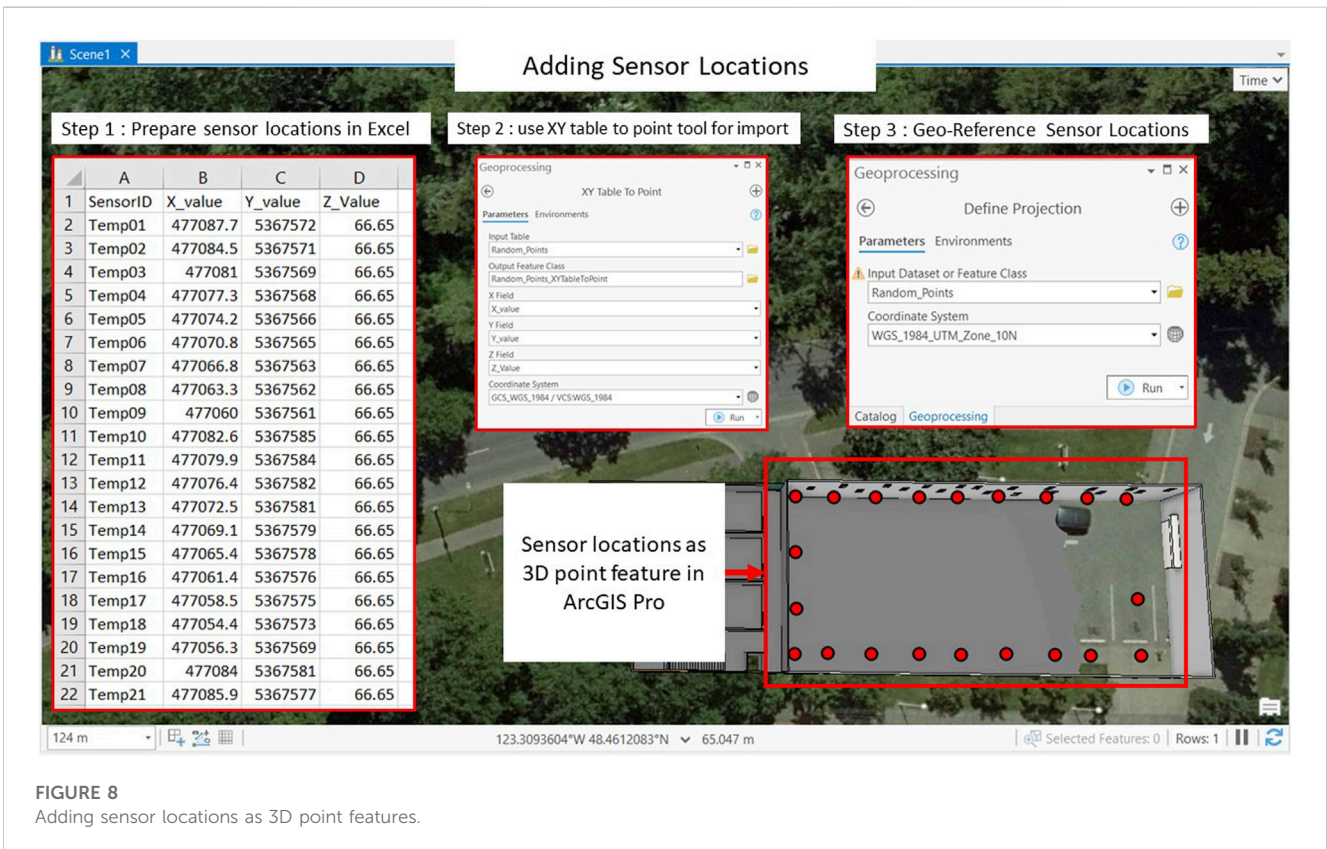 Scene1
Adding Sensor Locations
Time
Step 1 : Prepare sensor locations in Excel
Step 2 : use XY table to point tool for import
Step 3 : Geo-Reference Sensor Locations
A B C D
1 SensorID X_value Y_value Z_Value
2 Temp01 477087.7 5367572 66.65
3 Temp02 477084.5 5367571 66.65
4 Temp03 477081 5367569 66.65
5 Temp04 477077.3 5367568 66.65
6 Temp05 477074.2 5367566 66.65
7 Temp06 477070.8 5367565 66.65
8 Temp07 477066.8 5367563 66.65
9 Temp08 477063.3 5367562 66.65
10 Temp09 477060 5367561 66.65
11 Temp10 477082.6 5367585 66.65
12 Temp11 477079.9 5367584 66.65
13 Temp12 477076.4 5367582 66.65
14 Temp13 477072.5 5367581 66.65
15 Temp14 477069.1 5367579 66.65
16 Temp15 477065.4 5367578 66.65
17 Temp16 477061.4 5367576 66.65
18 Temp17 477058.5 5367575 66.65
19 Temp18 477054.4 5367573 66.65
20 Temp19 477056.3 5367569 66.65
21 Temp20 477084 5367581 66.65
22 Temp21 477085.9 5367577 66.65
Geoprocessing
XY Table To Point
Parameters Environments
Input Table
Random_Points
Output Feature Class
Random_Points_XYTableToPoint
X Field
X_value
Y Field
Y_value
Z Field
Z_Value
Coordinate System
GCS_WGS_1984 / VCS:WGS_1984
Run
Geoprocessing
Define Projection
Parameters Environments
Input Dataset or Feature Class
Random_Points
Coordinate System
WGS_1984_UTM_Zone_10N
Run
Catalog Geoprocessing
Sensor locations as
3D point feature in
ArcGIS Pro
124 m
123.3093604°W 48.4612083°N 65.047 m
Selected Features: 0
Rows: 1
FIGURE 8
Adding sensor locations as 3D point features.